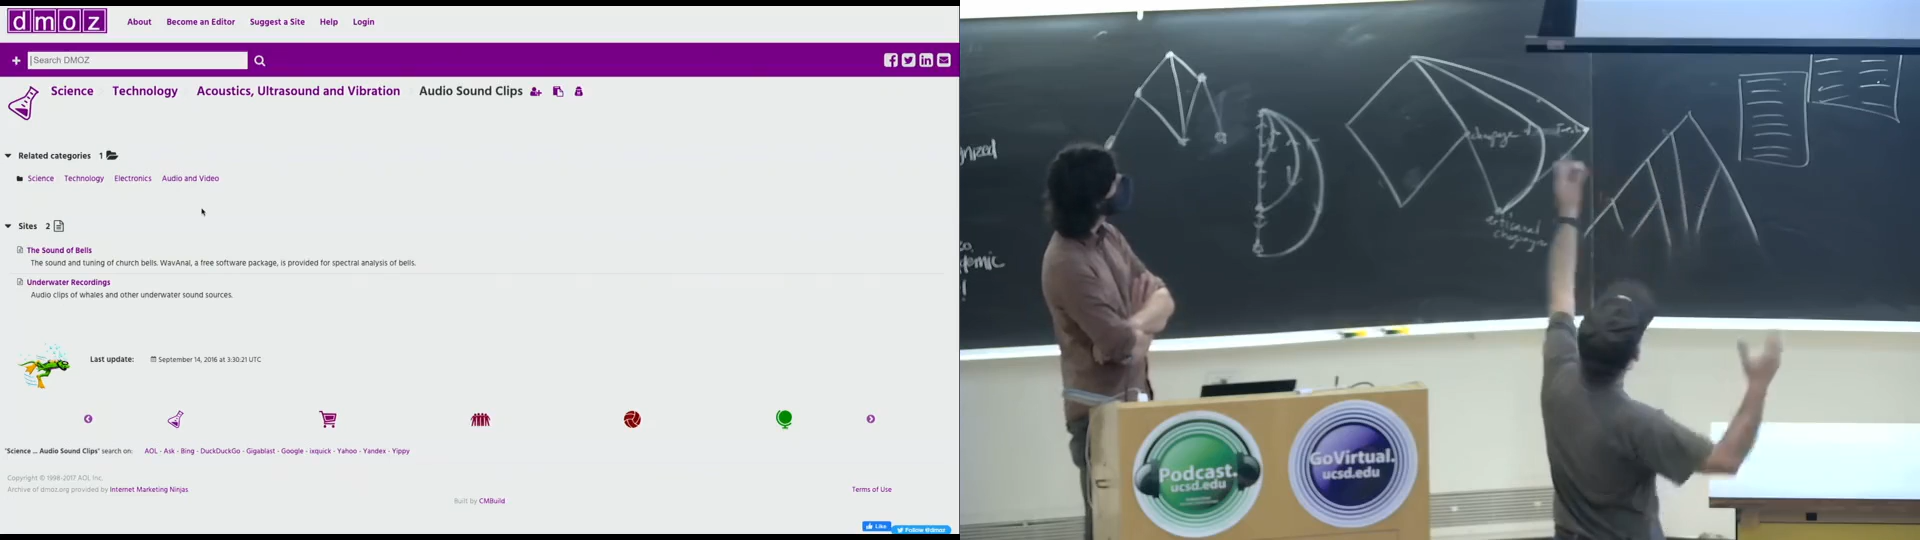 dmoz
About Become an Editor Suggest a Site Help Login
Search DMOZ
Science Technology Acoustics, Ultrasound and Vibration Audio Sound Clips
Related categories 1
Science Technology Electronics Audio and Video
Sites 2
The Sound of Bells
The sound and tuning of church bells. WavAnal, a free software package, is provided for spectral analysis of bells.
Underwater Recordings
Audio clips of whales and other underwater sound sources.
Last update: September 14, 2016 at 3:30:21 UTC
"Science ... Audio Sound Clips" search on: AOL - Ask - Bing - DuckDuckGo - Gigablast - Google - ixquick - Yahoo - Yandex - Yippy
Copyright © 1998-2017 AOL Inc.
Archive of dmoz.org provided by Internet Marketing Ninjas
Terms of Use
Built by CMBuild
Like Follow @dmoz
Podcast.
ucsd.edu
GoVirtual.
ucsd.edu